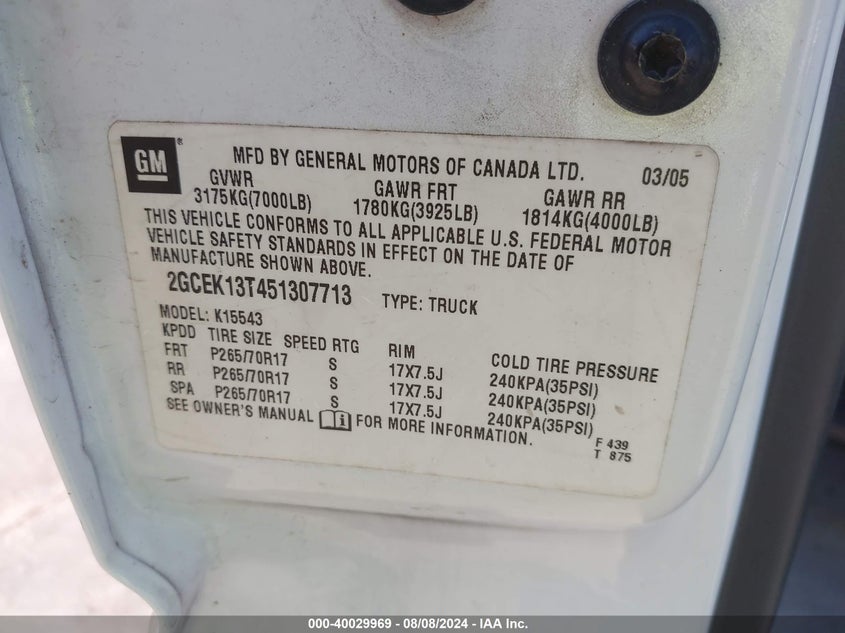 GM ® MFD BY GENERAL MOTORS OF CANADA LTD. 03/05
GVWR GAWR FRT GAWR RR
3175KG(7000LB) 1780KG(3925LB) 1814KG(4000LB)
THIS VEHICLE CONFORMS TO ALL APPLICABLE U.S. FEDERAL MOTOR
VEHICLE SAFETY STANDARDS IN EFFECT ON THE DATE OF
MANUFACTURE SHOWN ABOVE.
2GCEK13T451307713 TYPE: TRUCK
MODEL: K15543
KPDD TIRE SIZE SPEED RTG RIM COLD TIRE PRESSURE
FRT P265/70R17 S 17X7.5J 240KPA(35PSI)
RR P265/70R17 S 17X7.5J 240KPA(35PSI)
SPA P265/70R17 S 17X7.5J 240KPA(35PSI)
SEE OWNER'S MANUAL FOR MORE INFORMATION.
F 439
T 875
000-40029969 - 08/08/2024 - IAA Inc.